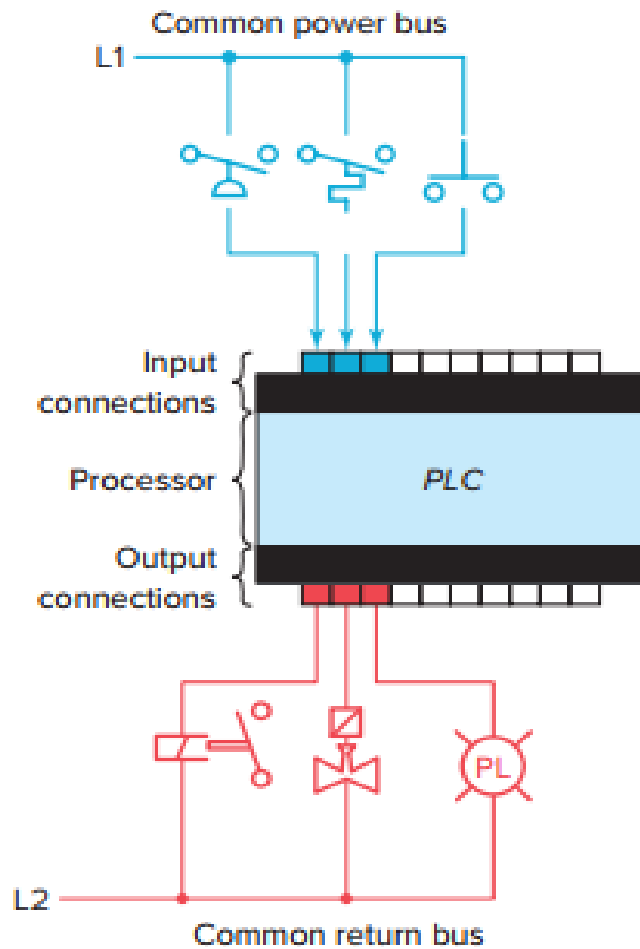 Common power bus
L1
Input
connections
Processor
PLC
Output
connections
PL
L2
Common return bus